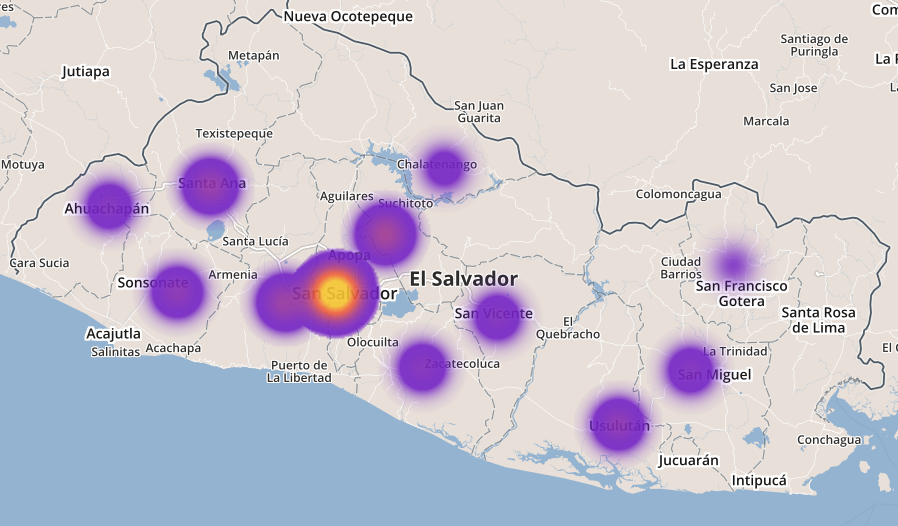 Nueva Ocotepeque
Metapán
Jutiapa
Santiago de
Puringla
La Esperanza
San Jose
San Juan
Guarita
Marcala
Texistepeque
Motuya
Chalatenango
Santa Ana
Colomoncagua
Aguilares
Suchitoto
Ahuachapán
Santa Lucía
Apopa
Cara Sucia
Armenia
Ciudad
Barrios
Sonsonate
El Salvador
San Francisco
Gotera
San Salvador
San Vicente
Santa Rosa
de Lima
El
Quebracho
Acajutla
Salinitas
Acachapa
Olocuilta
La Trinidad
Zacatecoluca
Puerto de
La Libertad
San Miguel
Usulután
Conchagua
Jucuarán
Intipucá